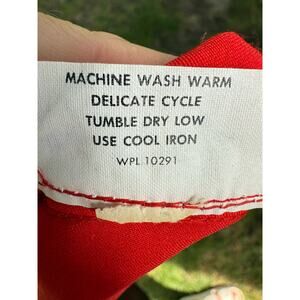 MACHINE WASH WARM
DELICATE CYCLE
TUMBLE DRY LOW
USE COOL IRON
WPL 10291